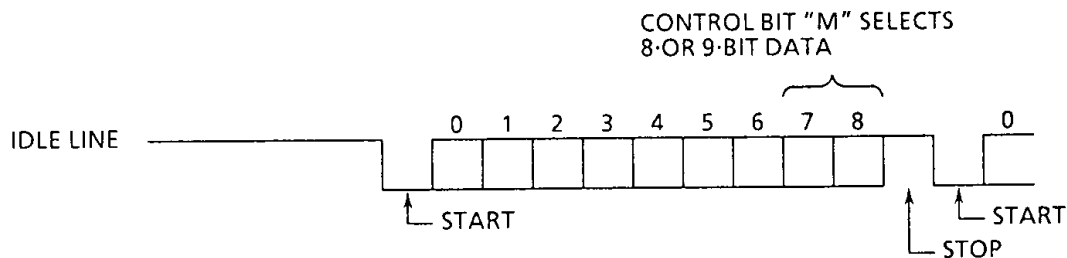 CONTROL BIT "M" SELECTS
8·OR 9·BIT DATA
0 1 2 3 4 5 6 7 8 0
IDLE LINE
START START
STOP